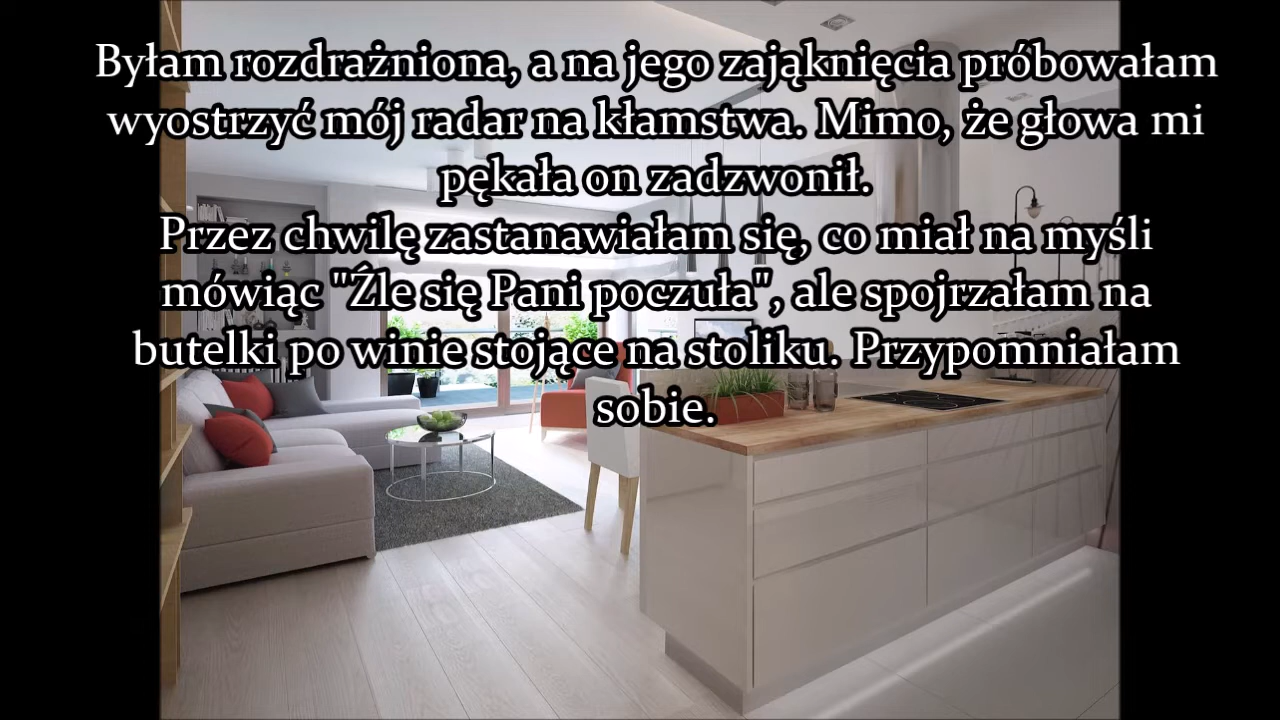 Byłam rozdrażniona, a na jego zająknięcia próbowałam
wyostrzyć mój radar na kłamstwa. Mimo, że głowa mi
pękała on zadzwonił.
Przez chwilę zastanawiałam się, co miał na myśli
mówiąc "Źle się Pani poczuła", ale spojrzałam na
butelki po winie stojące na stoliku. Przypomniałam
sobie.